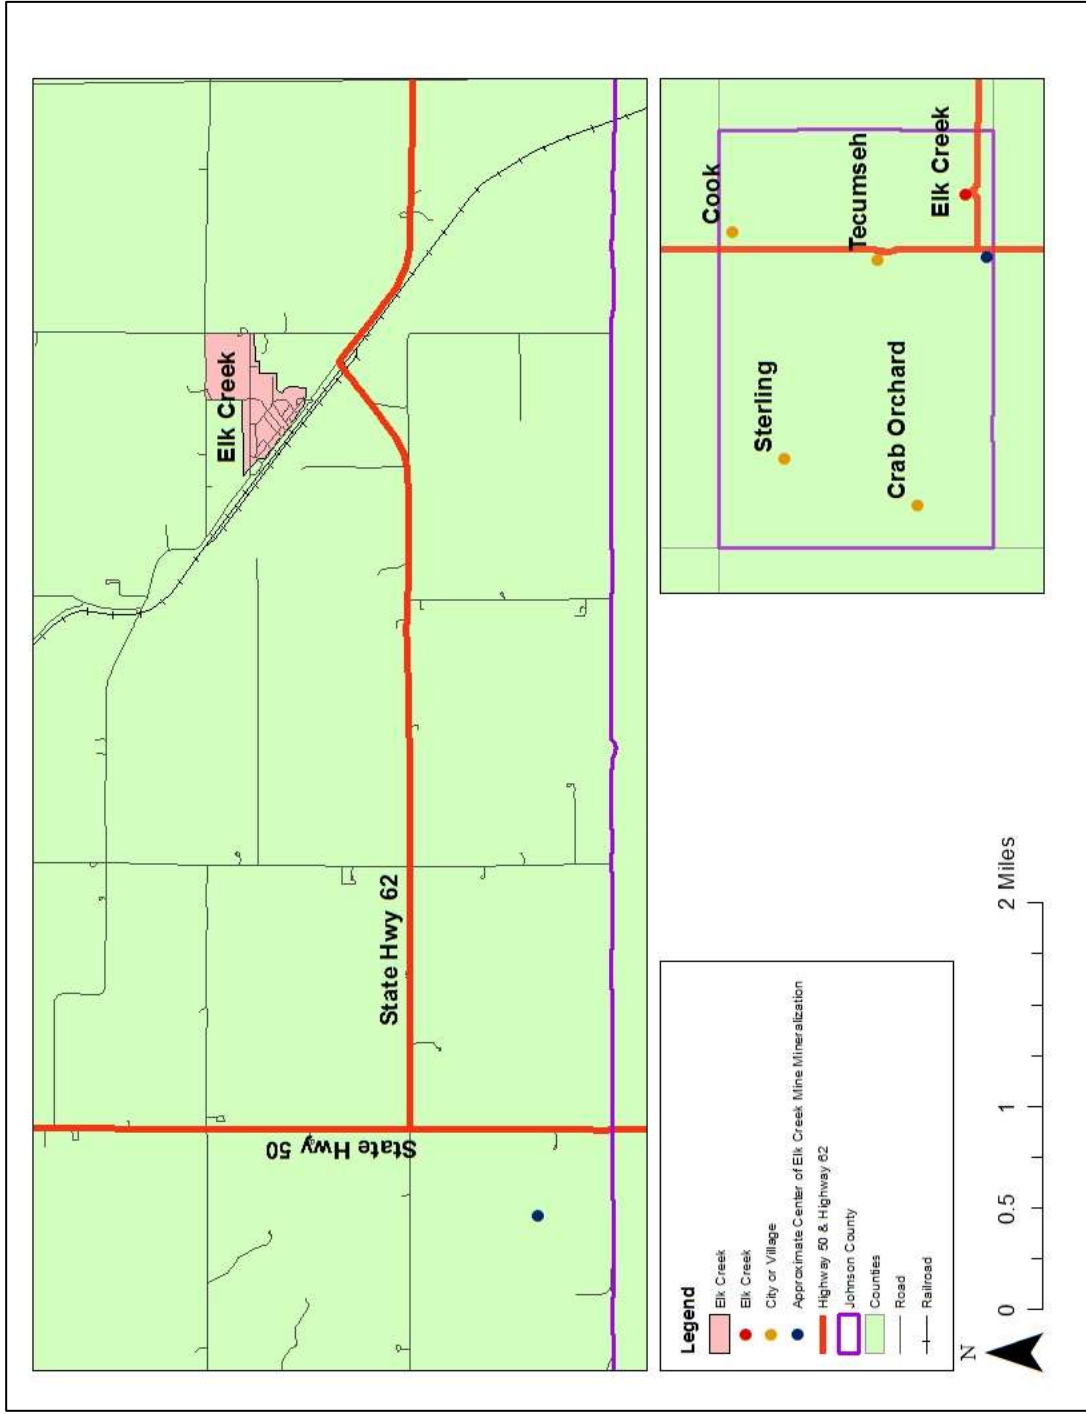 Elk Creek
State Hwy 62
State Hwy 50
Cook
Tecumseh
Elk Creek
Sterling
Crab Orchard
Legend
Elk Creek
Elk Creek
City or Village
Approximate Center of Elk Creek Mine Mineralization
Highway 50 & Highway 62
Johnson County
Counties
Road
Railroad
N
0 0.5 1 2 Miles